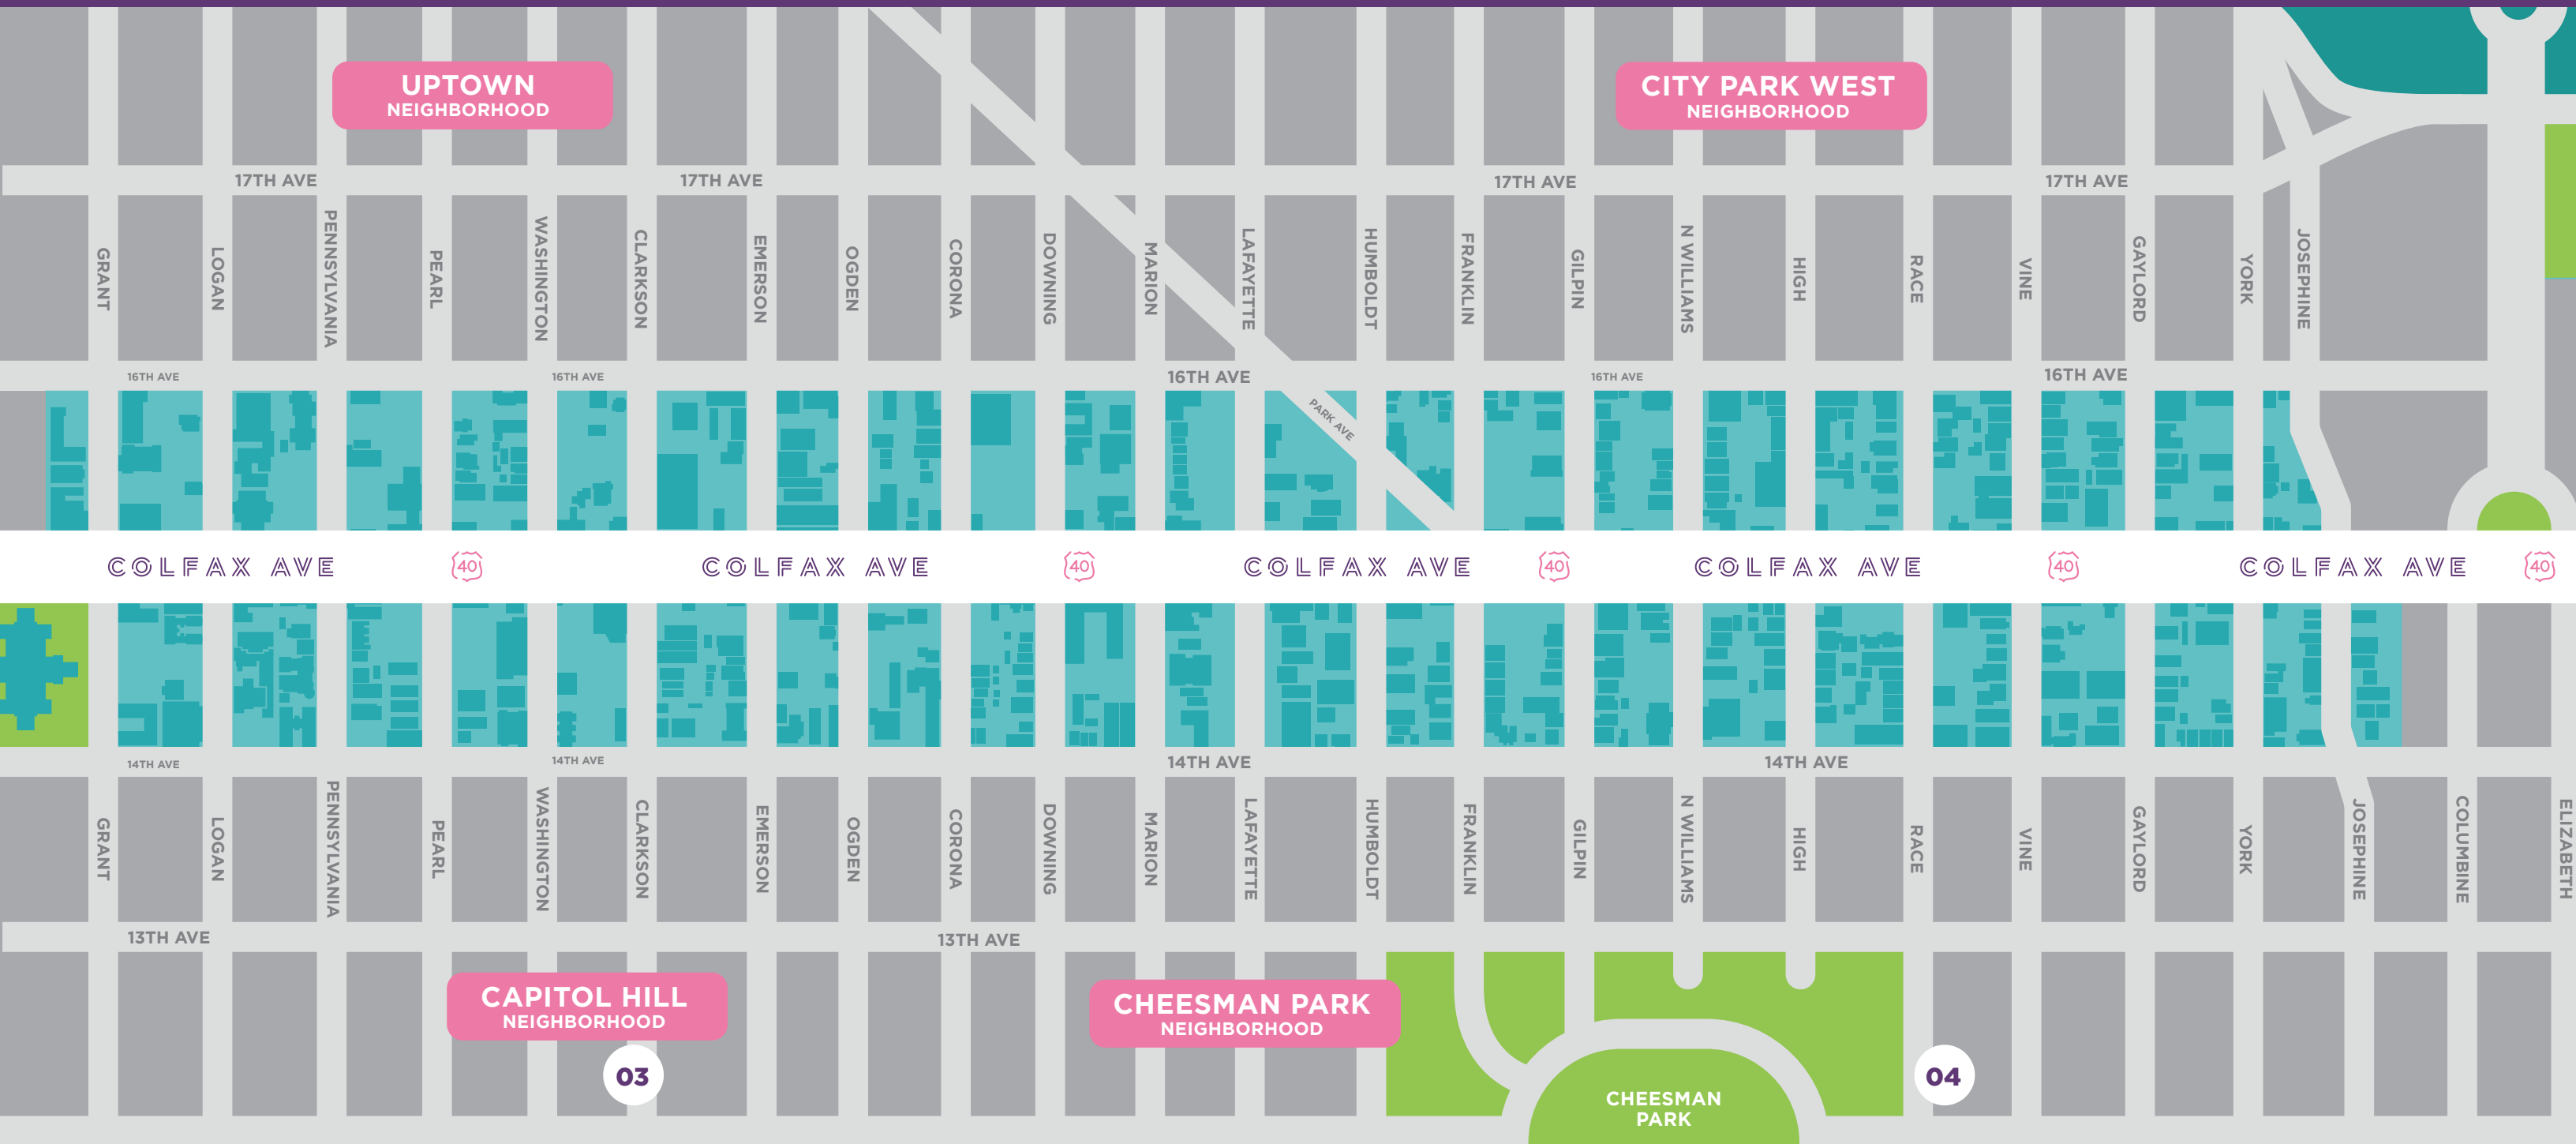 UPTOWN
NEIGHBORHOOD
CITY PARK WEST
NEIGHBORHOOD
17TH AVE
17TH AVE
17TH AVE
17TH AVE
GRANT
LOGAN
PENNSYLVANIA
PEARL
WASHINGTON
CLARKSON
EMERSON
OGDEN
CORONA
DOWNING
MARION
LAFAYETTE
HUMBOLDT
FRANKLIN
GILPIN
N WILLIAMS
HIGH
RACE
VINE
GAYLORD
YORK
JOSEPHINE
16TH AVE
16TH AVE
16TH AVE
16TH AVE
16TH AVE
PARK AVE
COLFAX AVE
40
COLFAX AVE
40
COLFAX AVE
40
COLFAX AVE
40
COLFAX AVE
40
14TH AVE
14TH AVE
14TH AVE
14TH AVE
GRANT
LOGAN
PENNSYLVANIA
PEARL
WASHINGTON
CLARKSON
EMERSON
OGDEN
CORONA
DOWNING
MARION
LAFAYETTE
HUMBOLDT
FRANKLIN
GILPIN
N WILLIAMS
HIGH
RACE
VINE
GAYLORD
YORK
JOSEPHINE
COLUMBINE
ELIZABETH
13TH AVE
13TH AVE
CAPITOL HILL
NEIGHBORHOOD
CHEESMAN PARK
NEIGHBORHOOD
03
04
CHEESMAN
PARK